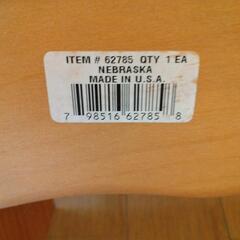 ITEM # 62785 QTY 1 EA
NEBRASKA
MADE IN U.S.A.
7 98516 62785 8